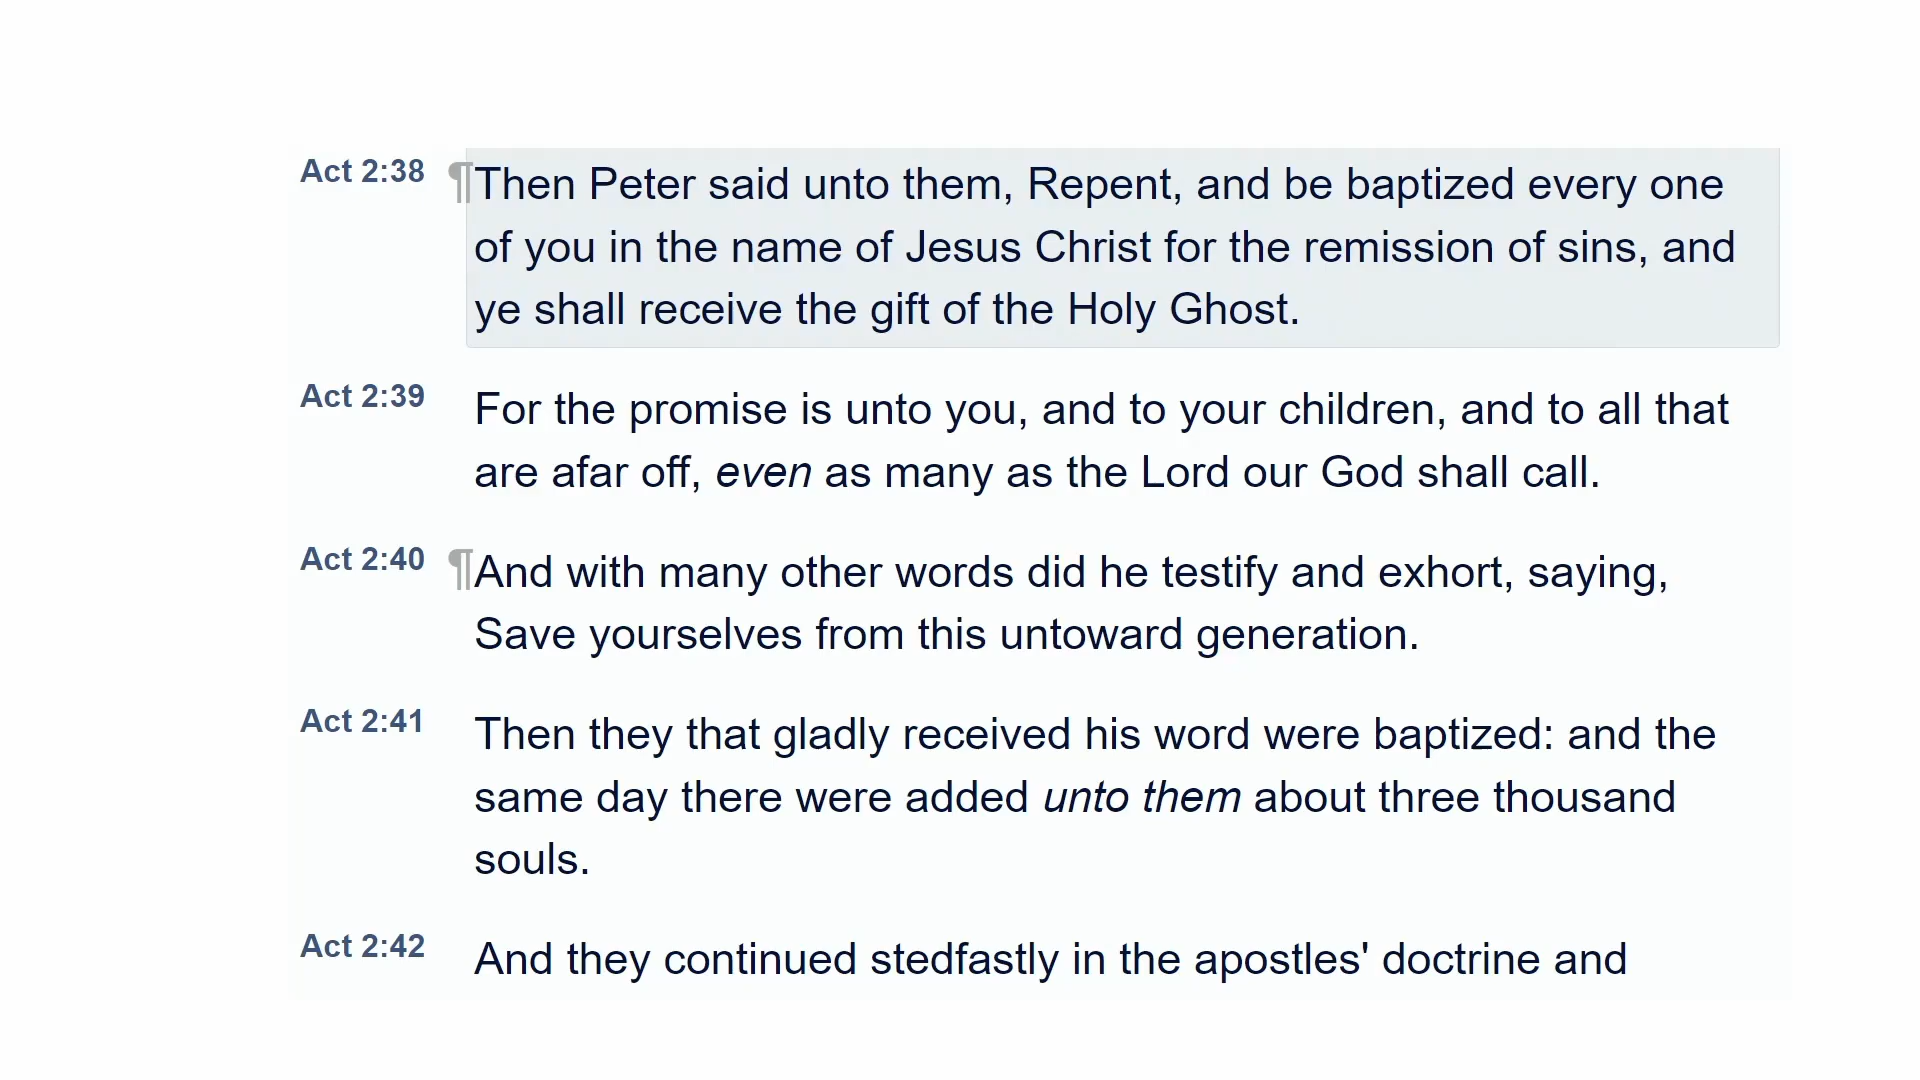 Act 2:38 ¶Then Peter said unto them, Repent, and be baptized every one
of you in the name of Jesus Christ for the remission of sins, and
ye shall receive the gift of the Holy Ghost.
Act 2:39 For the promise is unto you, and to your children, and to all that
are afar off, even as many as the Lord our God shall call.
Act 2:40 ¶And with many other words did he testify and exhort, saying,
Save yourselves from this untoward generation.
Act 2:41 Then they that gladly received his word were baptized: and the
same day there were added unto them about three thousand
souls.
Act 2:42 And they continued stedfastly in the apostles' doctrine and